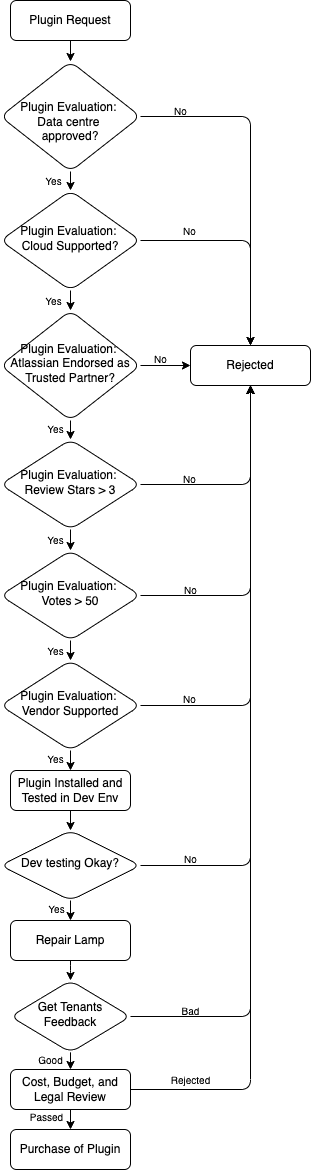 Plugin Request
Plugin Evaluation:
Data centre
approved?
No
Yes
Plugin Evaluation:
Cloud Supported?
No
Yes
Plugin Evaluation:
Atlassian Endorsed as
Trusted Partner?
No
Rejected
Yes
Plugin Evaluation:
Review Stars > 3
No
Yes
Plugin Evaluation:
Votes > 50
No
Yes
Plugin Evaluation:
Vendor Supported
No
Yes
Plugin Installed and
Tested in Dev Env
Dev testing Okay?
No
Yes
Repair Lamp
Get Tenants
Feedback
Bad
Good
Cost, Budget, and
Legal Review
Rejected
Passed
Purchase of Plugin